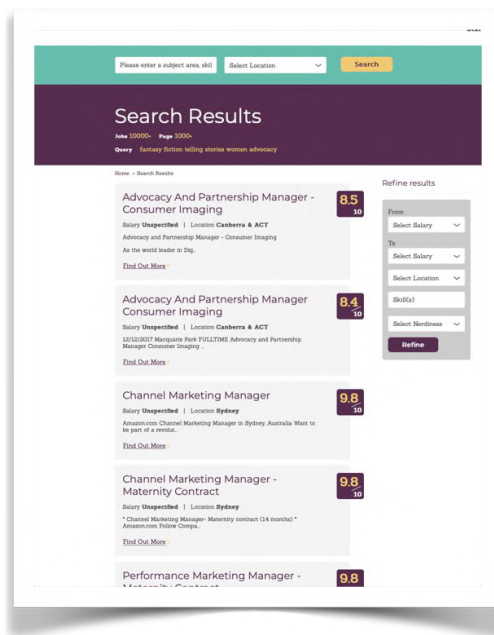 Please enter a subject area, skil
Select Location
Search
Search Results
Jobs 10000+ Page 1000+
Query fantasy fiction telling stories women advocacy
Home > Search Results
Advocacy And Partnership Manager -
Consumer Imaging
8.5
10
Salary Unspecified | Location Canberra & ACT
Advocacy and Partnership Manager - Consumer Imaging
As the world leader in Dig..
Find Out More >
Advocacy And Partnership Manager
Consumer Imaging
8.4
10
Salary Unspecified | Location Canberra & ACT
12/12/2017 Macquarie Park FULLTIME Advocacy and Partnership
Manager Consumer Imaging ..
Find Out More >
Channel Marketing Manager
9.8
10
Salary Unspecified | Location Sydney
Amazon.com Channel Marketing Manager in Sydney, Australia Want to
be part of a revolut..
Find Out More >
Channel Marketing Manager -
Maternity Contract
9.8
10
Salary Unspecified | Location Sydney
* Channel Marketing Manager- Maternity contract (14 months) *
Amazon.com Follow Compa..
Find Out More >
Performance Marketing Manager -
Maternity Contract
9.8
Refine results
From
Select Salary
To
Select Salary
Select Location
Skill(s)
Select Nerdiness
Refine